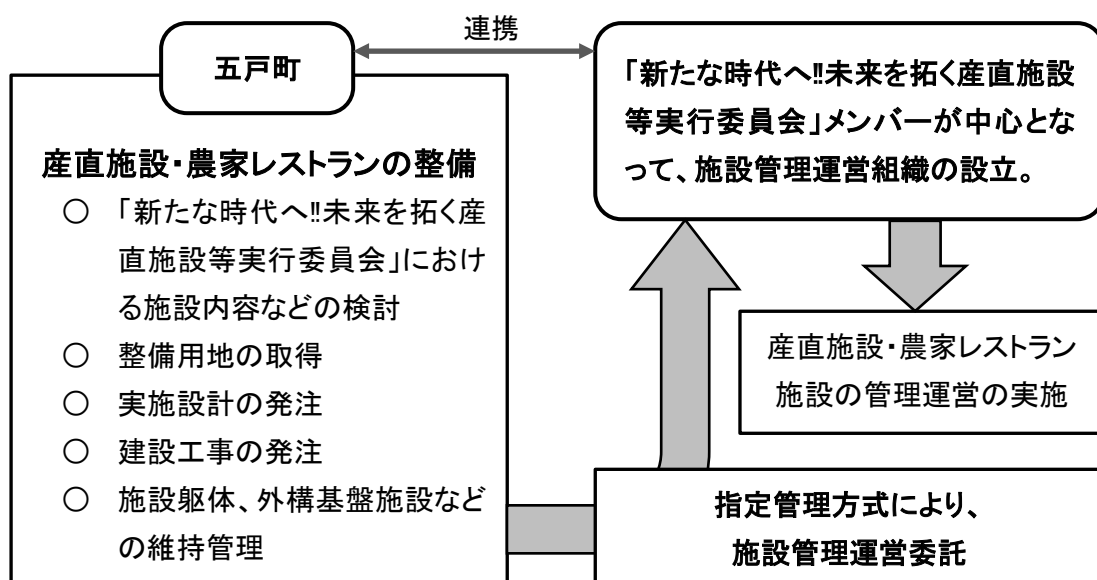 連携
五戸町
産直施設・農家レストランの整備
○ 「新たな時代へ‼未来を拓く産
直施設等実行委員会」におけ
る施設内容などの検討
○ 整備用地の取得
○ 実施設計の発注
○ 建設工事の発注
○ 施設躯体、外構基盤施設など
の維持管理
「新たな時代へ‼未来を拓く産直施設
等実行委員会」メンバーが中心とな
って、施設管理運営組織の設立。
産直施設・農家レストラン
施設の管理運営の実施
指定管理方式により、
施設管理運営委託